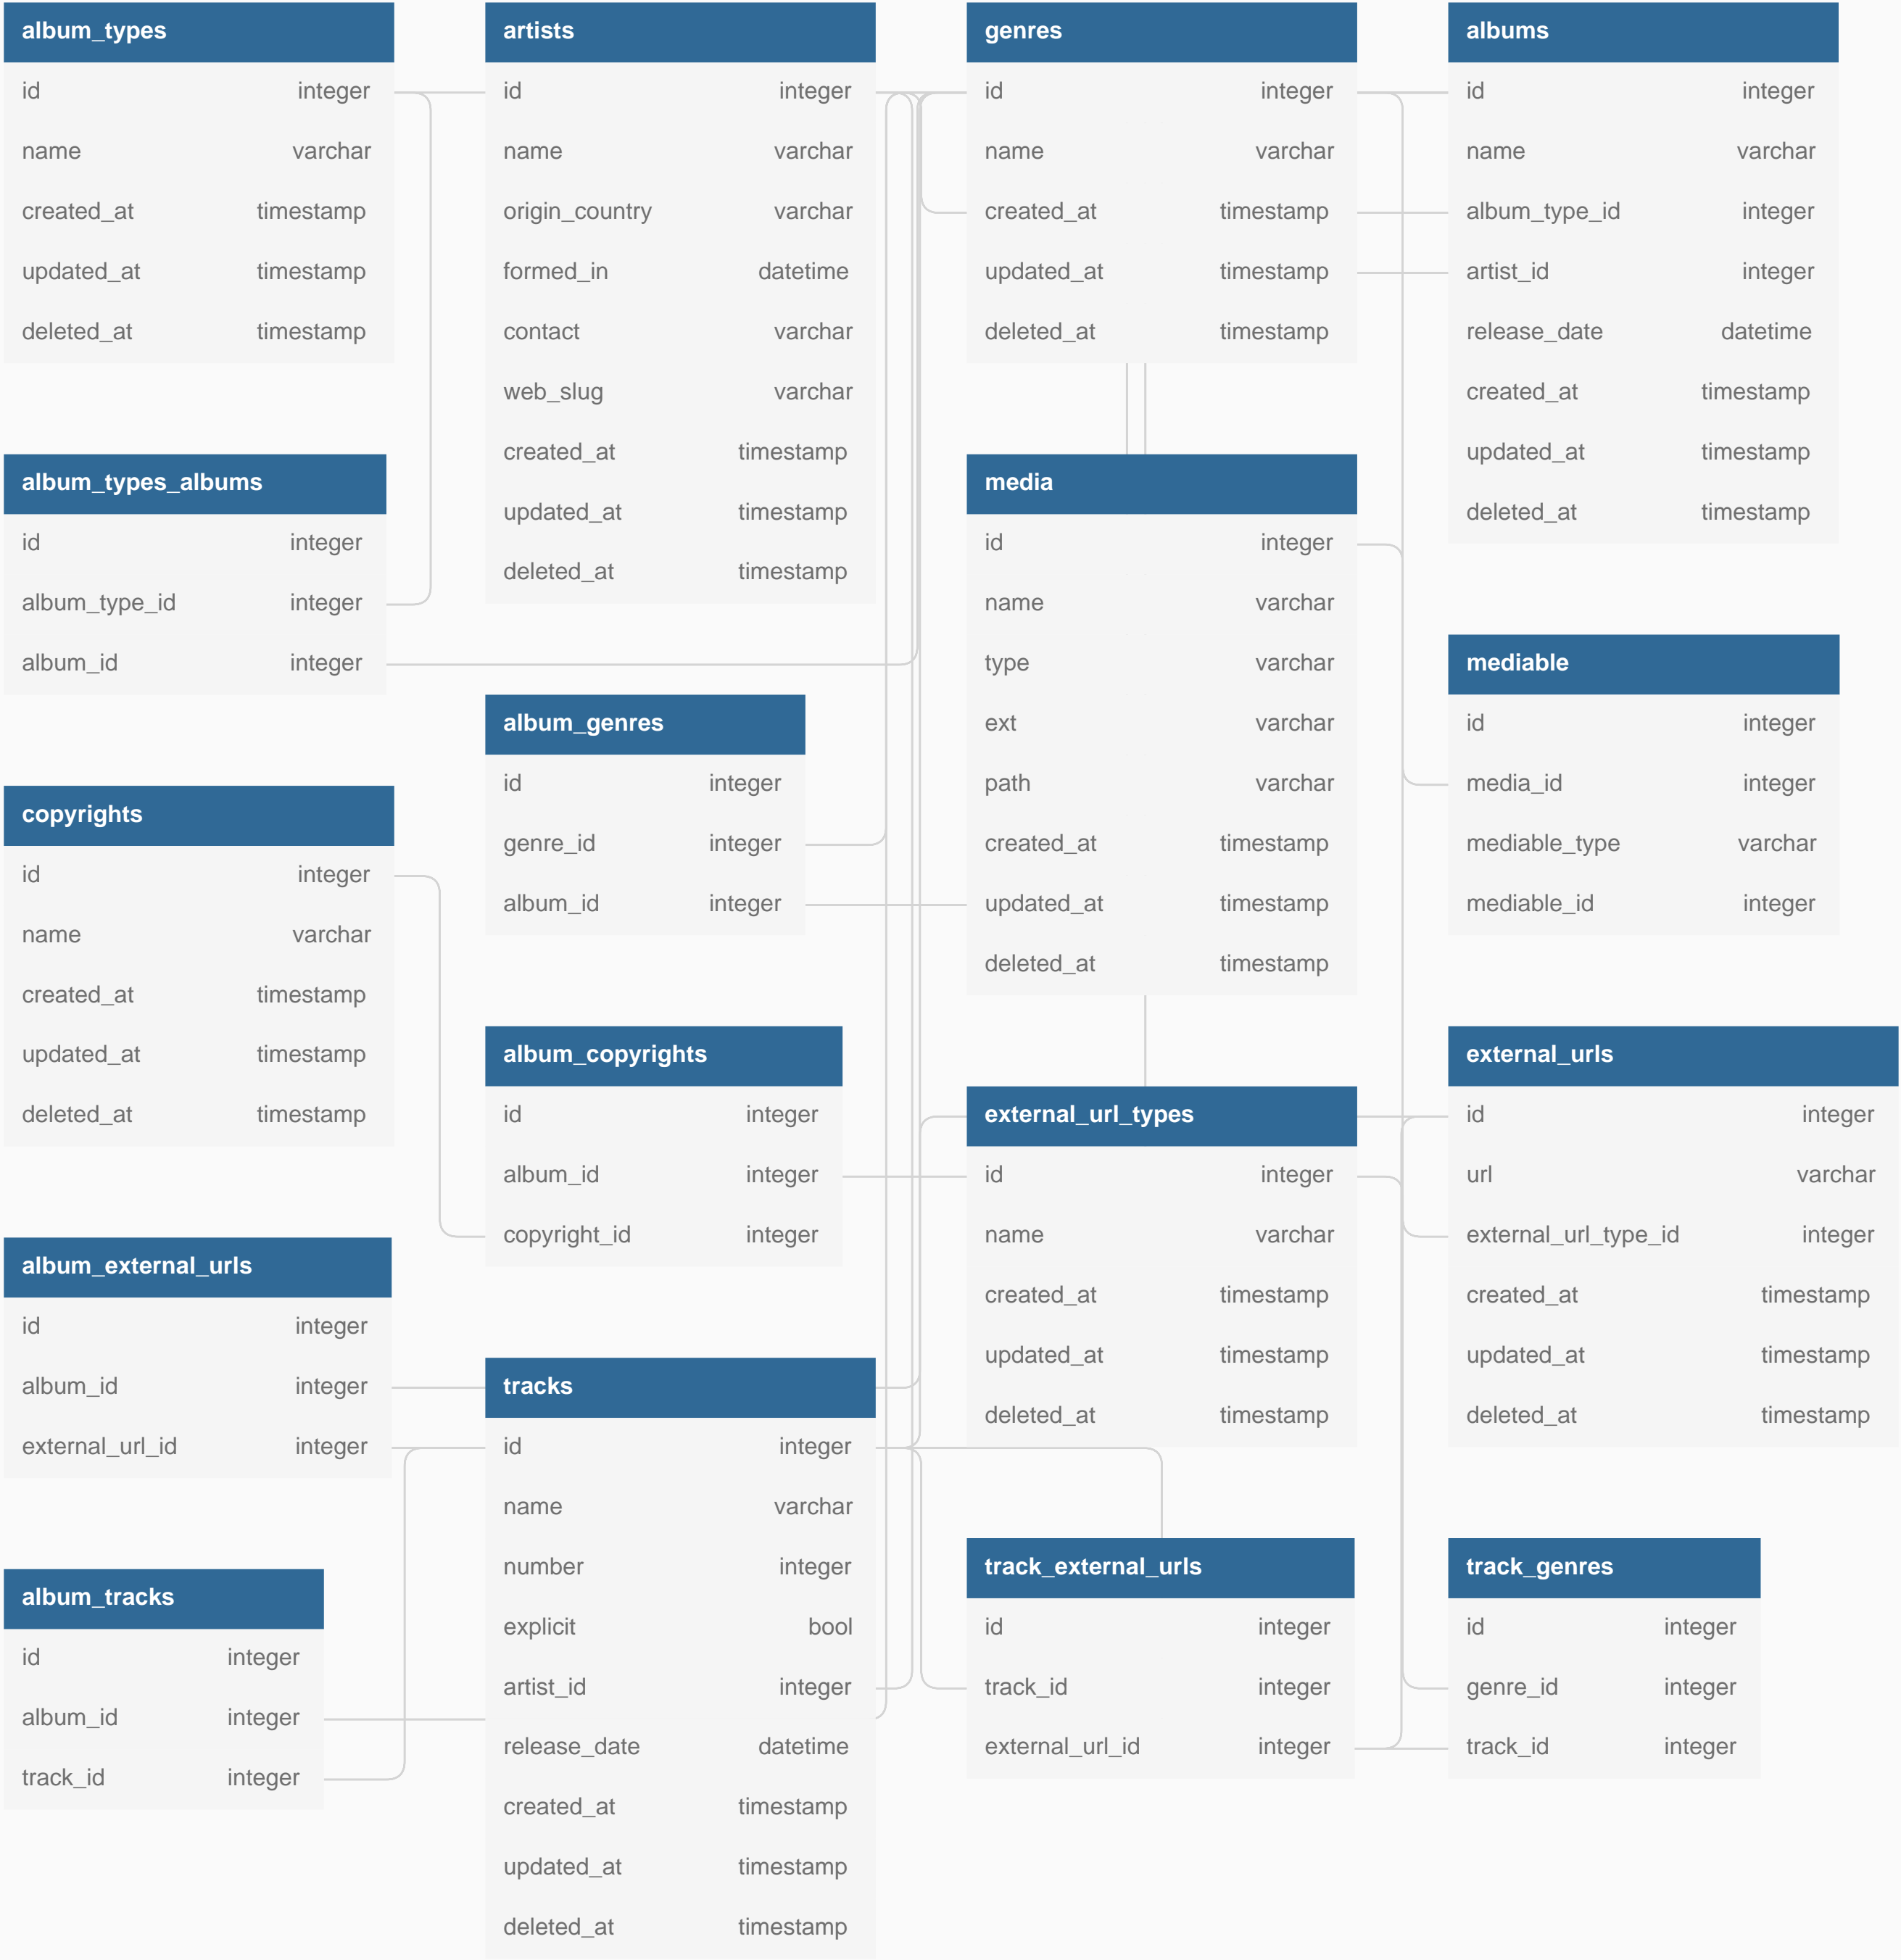 album_types
id integer
name varchar
created_at timestamp
updated_at timestamp
deleted_at timestamp
artists
id integer
name varchar
origin_country varchar
formed_in datetime
contact varchar
web_slug varchar
created_at timestamp
updated_at timestamp
deleted_at timestamp
genres
id integer
name varchar
created_at timestamp
updated_at timestamp
deleted_at timestamp
albums
id integer
name varchar
album_type_id integer
artist_id integer
release_date datetime
created_at timestamp
updated_at timestamp
deleted_at timestamp
album_types_albums
id integer
album_type_id integer
album_id integer
media
id integer
name varchar
type varchar
ext varchar
path varchar
created_at timestamp
updated_at timestamp
deleted_at timestamp
mediable
id integer
media_id integer
mediable_type varchar
mediable_id integer
album_genres
id integer
genre_id integer
album_id integer
copyrights
id integer
name varchar
created_at timestamp
updated_at timestamp
deleted_at timestamp
album_copyrights
id integer
album_id integer
copyright_id integer
external_url_types
id integer
name varchar
created_at timestamp
updated_at timestamp
deleted_at timestamp
external_urls
id integer
url varchar
external_url_type_id integer
created_at timestamp
updated_at timestamp
deleted_at timestamp
album_external_urls
id integer
album_id integer
external_url_id integer
tracks
id integer
name varchar
number integer
explicit bool
artist_id integer
release_date datetime
created_at timestamp
updated_at timestamp
deleted_at timestamp
track_external_urls
id integer
track_id integer
external_url_id integer
track_genres
id integer
genre_id integer
track_id integer
album_tracks
id integer
album_id integer
track_id integer